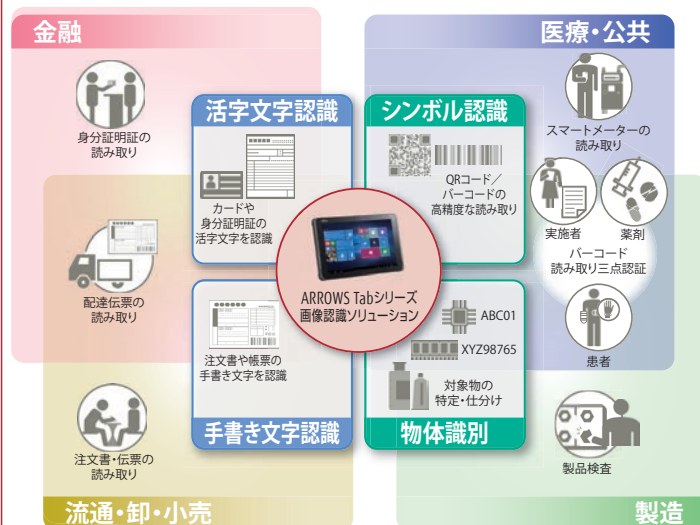 金融
医療・公共
身分証明証の
読み取り
活字文字認識
カードや
身分証明証の
活字文字を認識
シンボル認識
QRコード／
バーコードの
高精度な読み取り
スマートメーターの
読み取り
実施者
薬剤
バーコード
読み取り三点認証
患者
配達伝票の
読み取り
ARROWS Tabシリーズ
画像認識ソリューション
注文書や帳票の
手書き文字を認識
手書き文字認識
ABC01
XYZ98765
対象物の
特定・仕分け
物体識別
注文書・伝票の
読み取り
製品検査
流通・卸・小売
製造